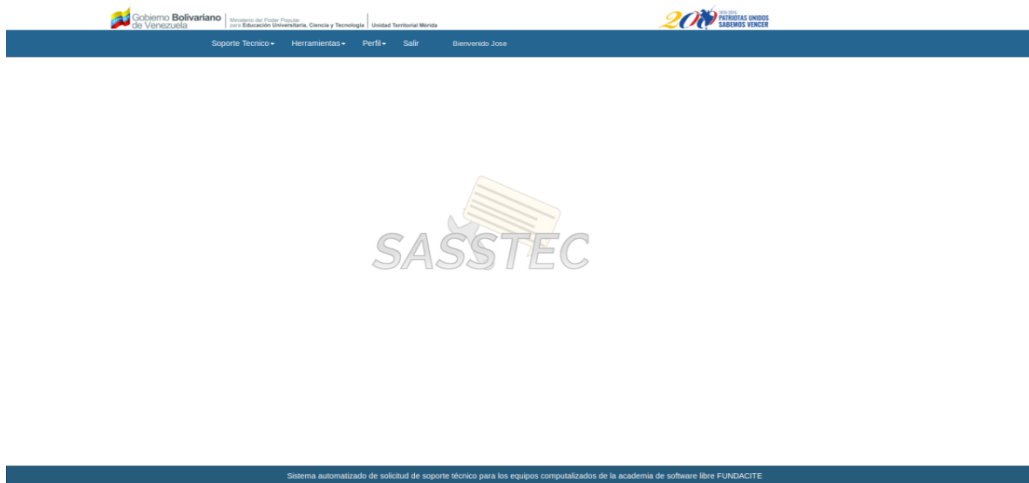 Gobierno Bolivariano
de Venezuela
Ministerio del Poder Popular
para Educación Universitaria, Ciencia y Tecnología
Unidad Territorial Mérida
200
PATRIOTAS UNIDOS
SABEMOS VENCER
Soporte Tecnico
Herramientas
Perfil
Salir
Bienvenido Jose
SASSTEC
Sistema automatizado de solicitud de soporte técnico para los equipos computalizados de la academia de software libre FUNDACITE